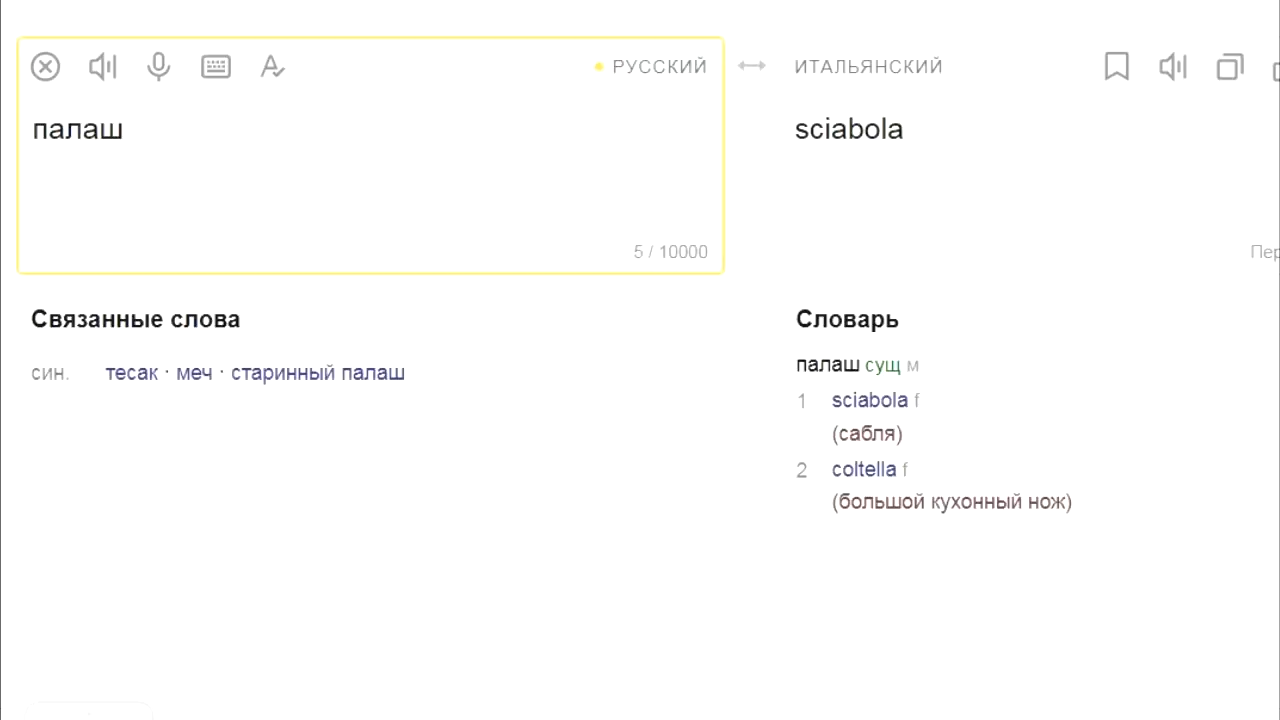 РУССКИЙ
ИТАЛЬЯНСКИЙ
палаш
sciabola
5 / 10000
Пер
Связанные слова
син. тесак · меч · старинный палаш
Словарь
палаш сущ м
1 sciabola f
(сабля)
2 coltella f
(большой кухонный нож)